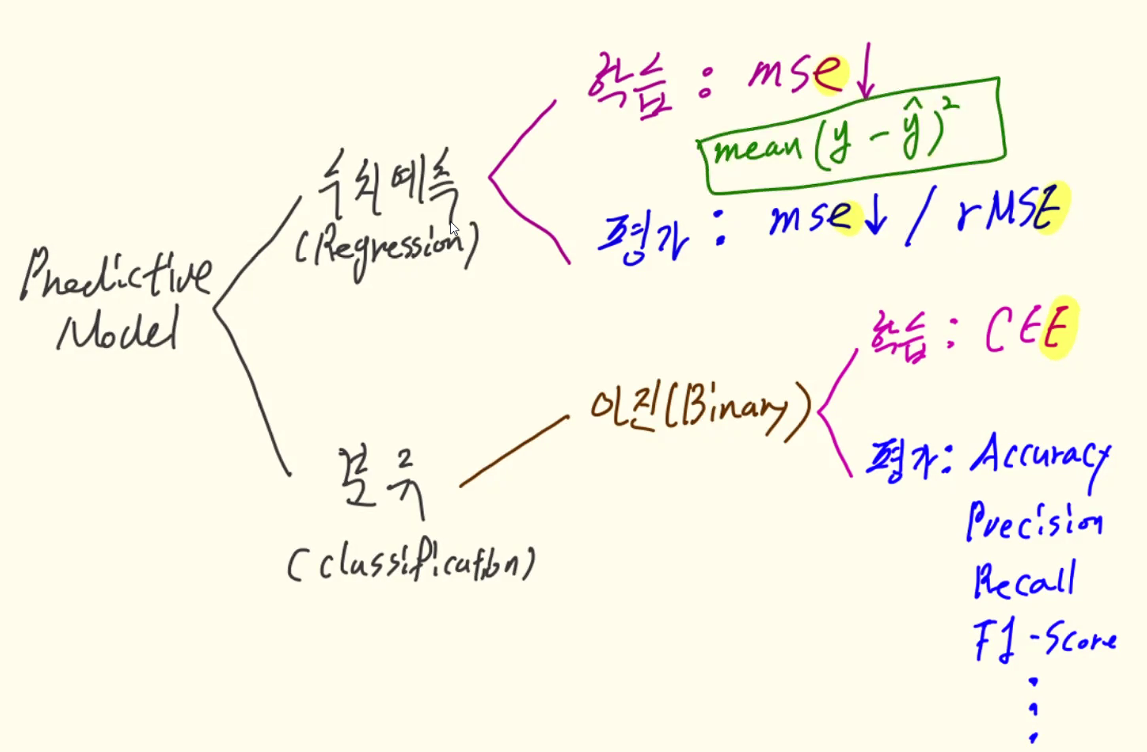 Predictive
Model
수치예측
(Regression)
학습 : mse↓
mean(y - ŷ)²
평가 : mse↓ / rMSE
분류
(classification)
이진(Binary)
학습 : CEE
평가 : Accuracy
Precision
Recall
F1-Score
⋮